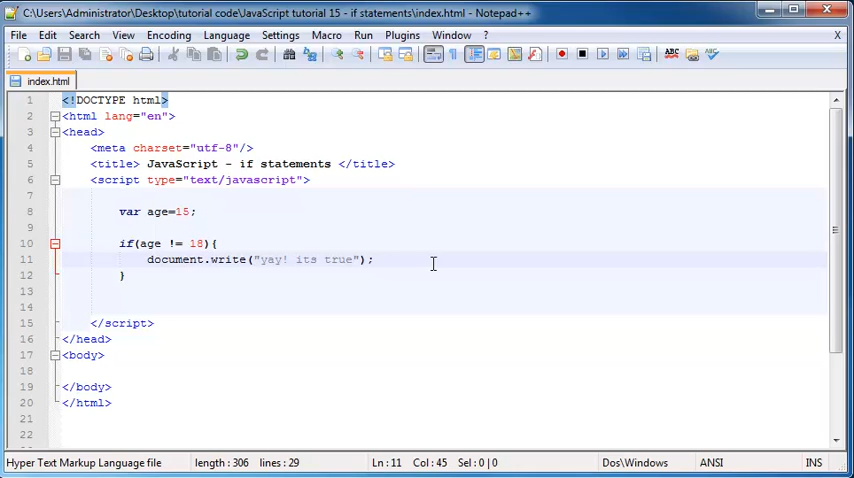 C:\Users\Administrator\Desktop\tutorial code\JavaScript tutorial 15 - if statements\index.html - Notepad++
File Edit Search View Encoding Language Settings Macro Run Plugins Window ? X
ABC
index.html
1 <!DOCTYPE html>
2 <html lang="en">
3 <head>
4 <meta charset="utf-8"/>
5 <title> JavaScript - if statements </title>
6 <script type="text/javascript">
7
8 var age=15;
9
10 if(age != 18){
11 document.write("yay! its true");
12 }
13
14
15 </script>
16 </head>
17 <body>
18
19 </body>
20 </html>
21
22
Hyper Text Markup Language file length : 306 lines : 29 Ln : 11 Col : 45 Sel : 0 | 0 Dos\Windows ANSI INS